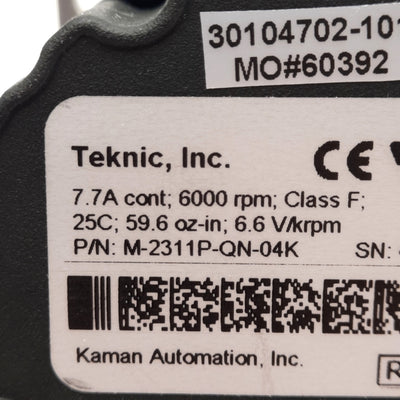 30104702-101
MO#60392
Teknic, Inc. CE
7.7A cont; 6000 rpm; Class F;
25C; 59.6 oz-in; 6.6 V/krpm
P/N: M-2311P-QN-04K SN:
Kaman Automation, Inc.
R